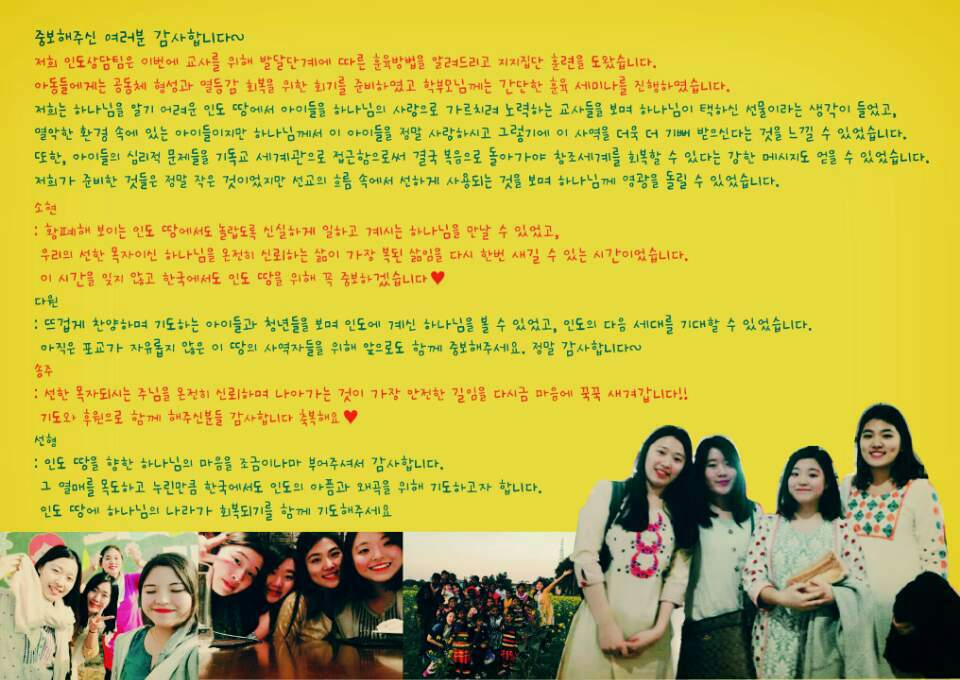 중보해주신 여러분 감사합니다~
저희 인도상담팀은 이번에 교사를 위해 발달단계에 따른 훈육방법을 알려드리고 지지집단 훈련을 도왔습니다.
아동들에게는 공동체 형성과 열등감 회복을 위한 회기를 준비하였고 학부모님께는 간단한 훈육 세미나를 진행하였습니다.
저희는 하나님을 알기 어려운 인도 땅에서 아이들을 하나님의 사랑으로 가르치려 노력하는 교사들을 보며 하나님이 택하신 선물이라는 생각이 들었고,
열악한 환경 속에 있는 아이들이지만 하나님께서 이 아이들을 정말 사랑하시고 그렇기에 이 사역을 더욱 더 기뻐 받으신다는 것을 느낄 수 있었습니다.
또한, 아이들의 심리적 문제들을 기독교 세계관으로 접근함으로써 결국 복음으로 돌아가야 창조세계를 회복할 수 있다는 강한 메시지도 얻을 수 있었습니다.
저희가 준비한 것들은 정말 작은 것이었지만 선교의 흐름 속에서 선하게 사용되는 것을 보며 하나님께 영광을 돌릴 수 있었습니다.
소현
: 황폐해 보이는 인도 땅에서도 놀랍도록 신실하게 일하고 계시는 하나님을 만날 수 있었고,
우리의 선한 목자이신 하나님을 온전히 신뢰하는 삶이 가장 복된 삶임을 다시 한번 새길 수 있는 시간이었습니다.
이 시간을 잊지 않고 한국에서도 인도 땅을 위해 꼭 중보하겠습니다♥
다원
: 뜨겁게 찬양하며 기도하는 아이들과 청년들을 보며 인도에 계신 하나님을 볼 수 있었고, 인도의 다음 세대를 기대할 수 있었습니다.
아직은 포교가 자유롭지 않은 이 땅의 사역자들을 위해 앞으로도 함께 중보해주세요. 정말 감사합니다~
송주
: 선한 목자되시는 주님을 온전히 신뢰하며 나아가는 것이 가장 안전한 길임을 다시금 마음에 꾹꾹 새겨갑니다!!
기도와 후원으로 함께 해주신분들 감사합니다 축복해요♥
선형
: 인도 땅을 향한 하나님의 마음을 조금이나마 부어주셔서 감사합니다.
그 열매를 목도하고 누린만큼 한국에서도 인도의 아픔과 왜곡을 위해 기도하고자 합니다.
인도 땅에 하나님의 나라가 회복되기를 함께 기도해주세요